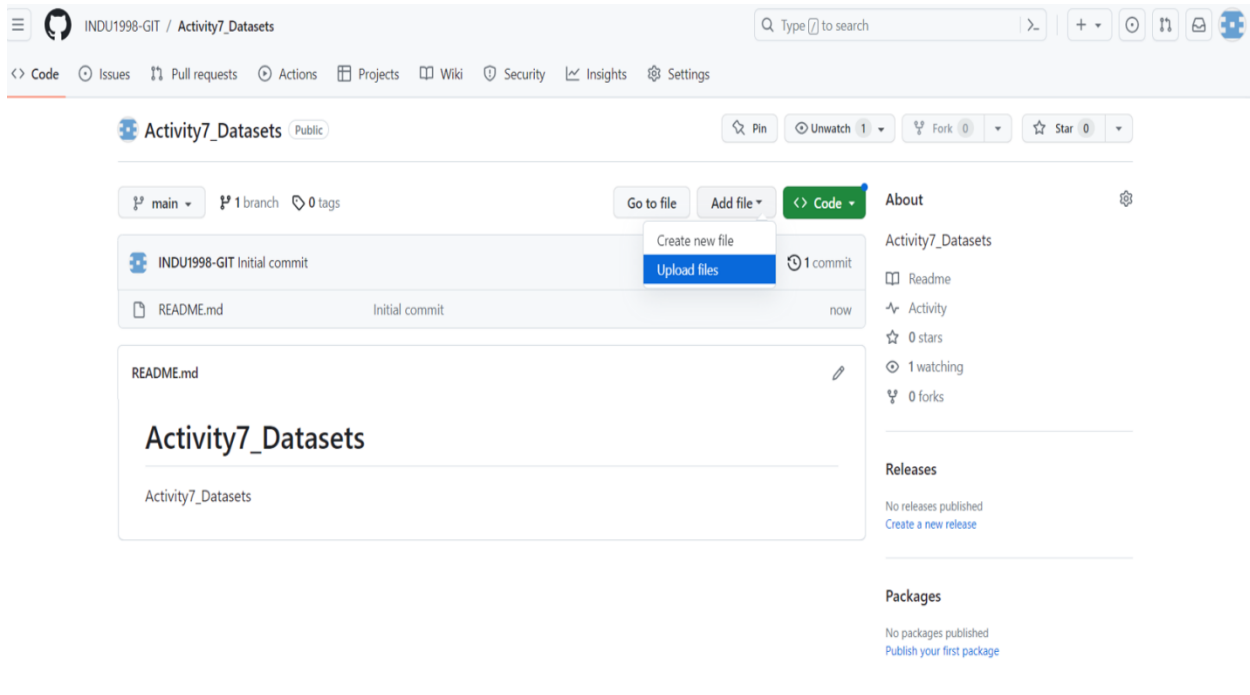 INDU1998-GIT / Activity7_Datasets
Type / to search
Code Issues Pull requests Actions Projects Wiki Security Insights Settings
Activity7_Datasets Public
Pin Unwatch 1 Fork 0 Star 0
main 1 branch 0 tags
Go to file Add file <> Code
Create new file
Upload files
INDU1998-GIT Initial commit
1 commit
README.md Initial commit now
README.md
Activity7_Datasets
Activity7_Datasets
About
Activity7_Datasets
Readme
Activity
0 stars
1 watching
0 forks
Releases
No releases published
Create a new release
Packages
No packages published
Publish your first package